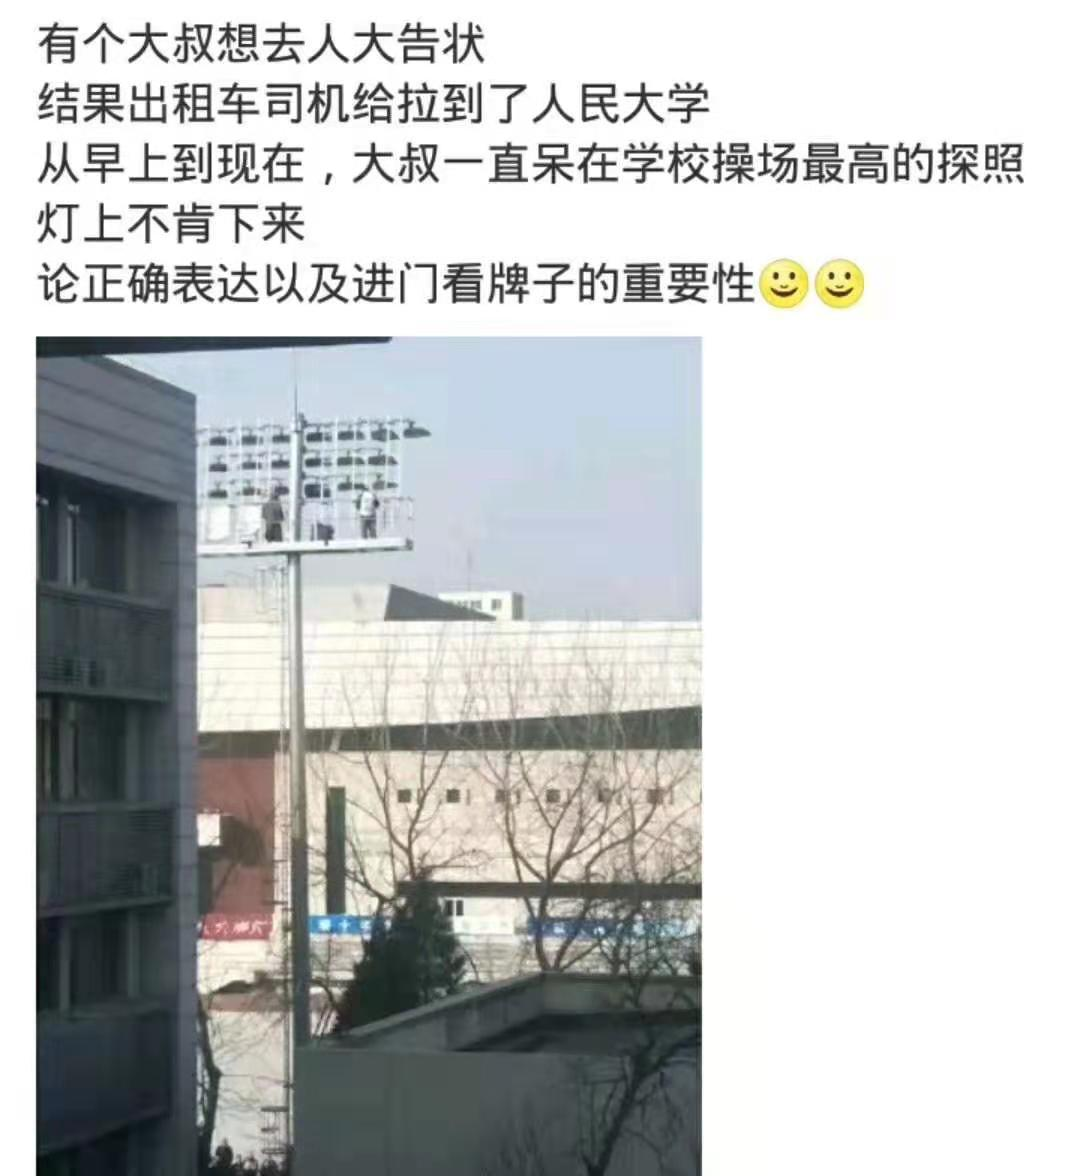 有个大叔想去人大告状
结果出租车司机给拉到了人民大学
从早上到现在，大叔一直呆在学校操场最高的探照
灯上不肯下来
论正确表达以及进门看牌子的重要性